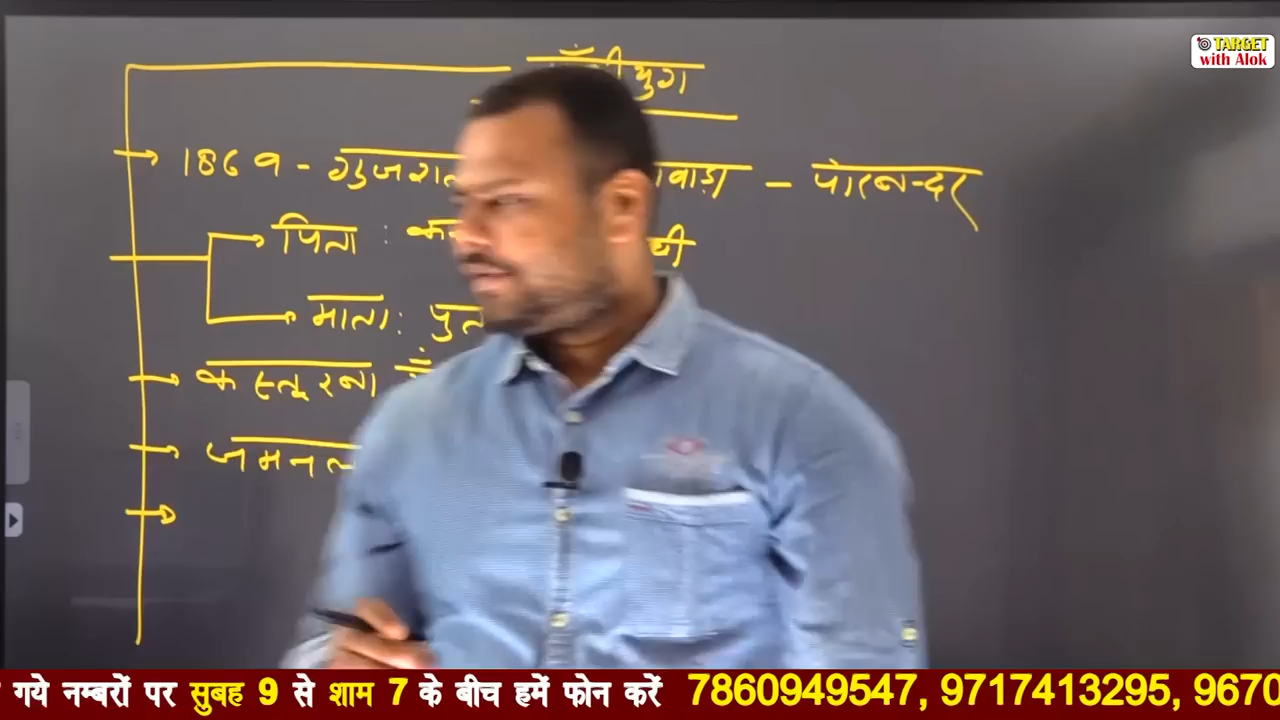 TARGET
with Alok
युग
1869 - गुजरात वाड़ा - पोरबन्दर
पिता :
माता :
कस्तूरबा
गये नम्बरों पर सुबह 9 से शाम 7 के बीच हमें फोन करें 7860949547, 9717413295, 9670